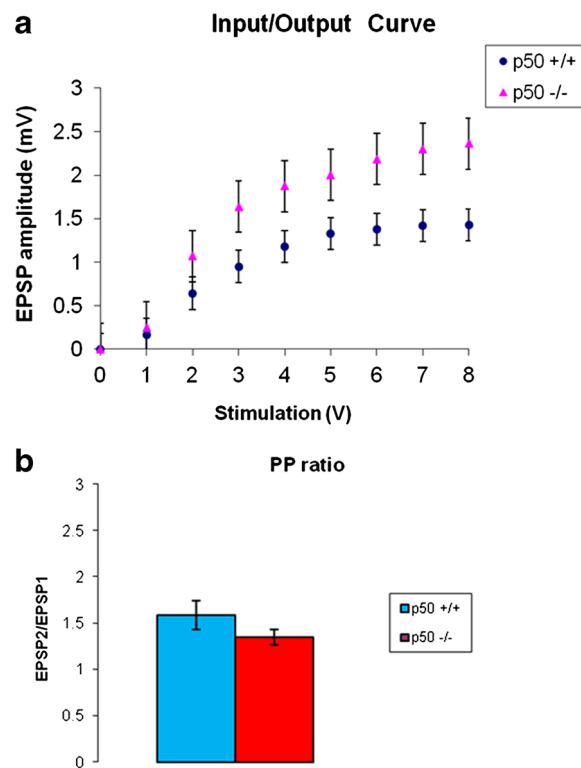 a
Input/Output Curve
p50 +/+
p50 -/-
3
2.5
2
1.5
1
0.5
0
EPSP amplitude (mV)
0 1 2 3 4 5 6 7 8
Stimulation (V)
b
PP ratio
3
2.5
2
1.5
1
0.5
0
EPSP2/EPSP1
p50 +/+
p50 -/-